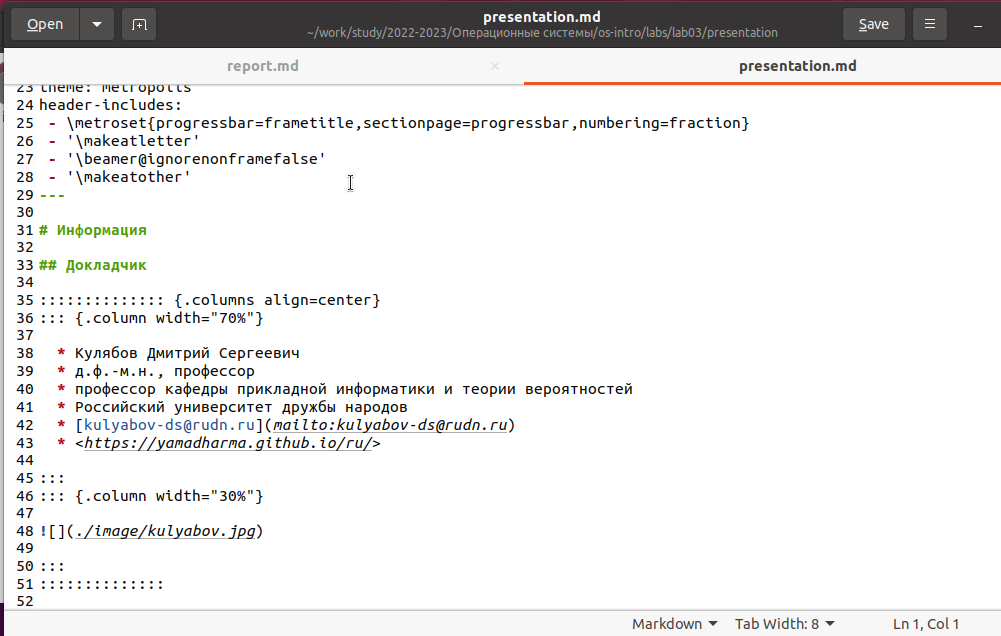 Open
presentation.md
~/work/study/2022-2023/Операционные системы/os-intro/labs/lab03/presentation
Save
report.md
presentation.md
23 theme: metropolis
24 header-includes:
25 - \metroset{progressbar=frametitle,sectionpage=progressbar,numbering=fraction}
26 - '\makeatletter'
27 - '\beamer@ignorenonframefalse'
28 - '\makeatother'
29 ---
30
31 # Информация
32
33 ## Докладчик
34
35 :::::::::::::: {.columns align=center}
36 ::: {.column width="70%"}
37
38 * Кулябов Дмитрий Сергеевич
39 * д.ф.-м.н., профессор
40 * профессор кафедры прикладной информатики и теории вероятностей
41 * Российский университет дружбы народов
42 * [kulyabov-ds@rudn.ru](mailto:kulyabov-ds@rudn.ru)
43 * <https://yamadharma.github.io/ru/>
44
45 :::
46 ::: {.column width="30%"}
47
48 ![](./image/kulyabov.jpg)
49
50 :::
51 ::::::::::::::
52
Markdown Tab Width: 8 Ln 1, Col 1